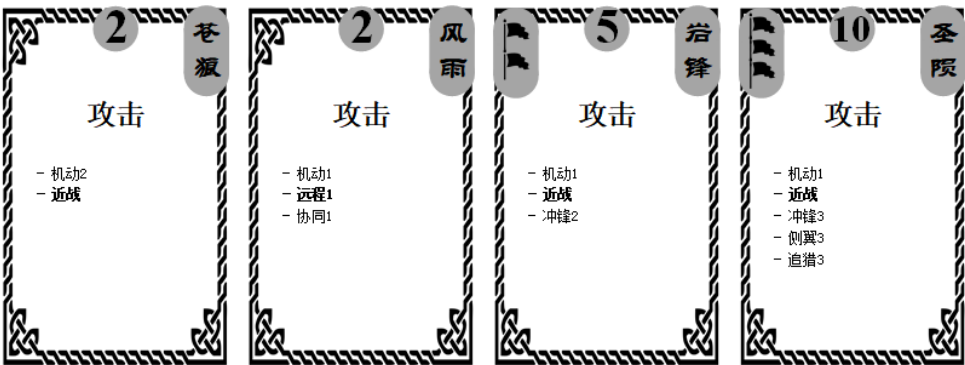 2
苍狼
攻击
- 机动2
- 近战
2
风雨
攻击
- 机动1
- 远程1
- 协同1
5
岩锋
攻击
- 机动1
- 近战
- 冲锋2
10
圣陨
攻击
- 机动1
- 近战
- 冲锋3
- 侧翼3
- 追猎3